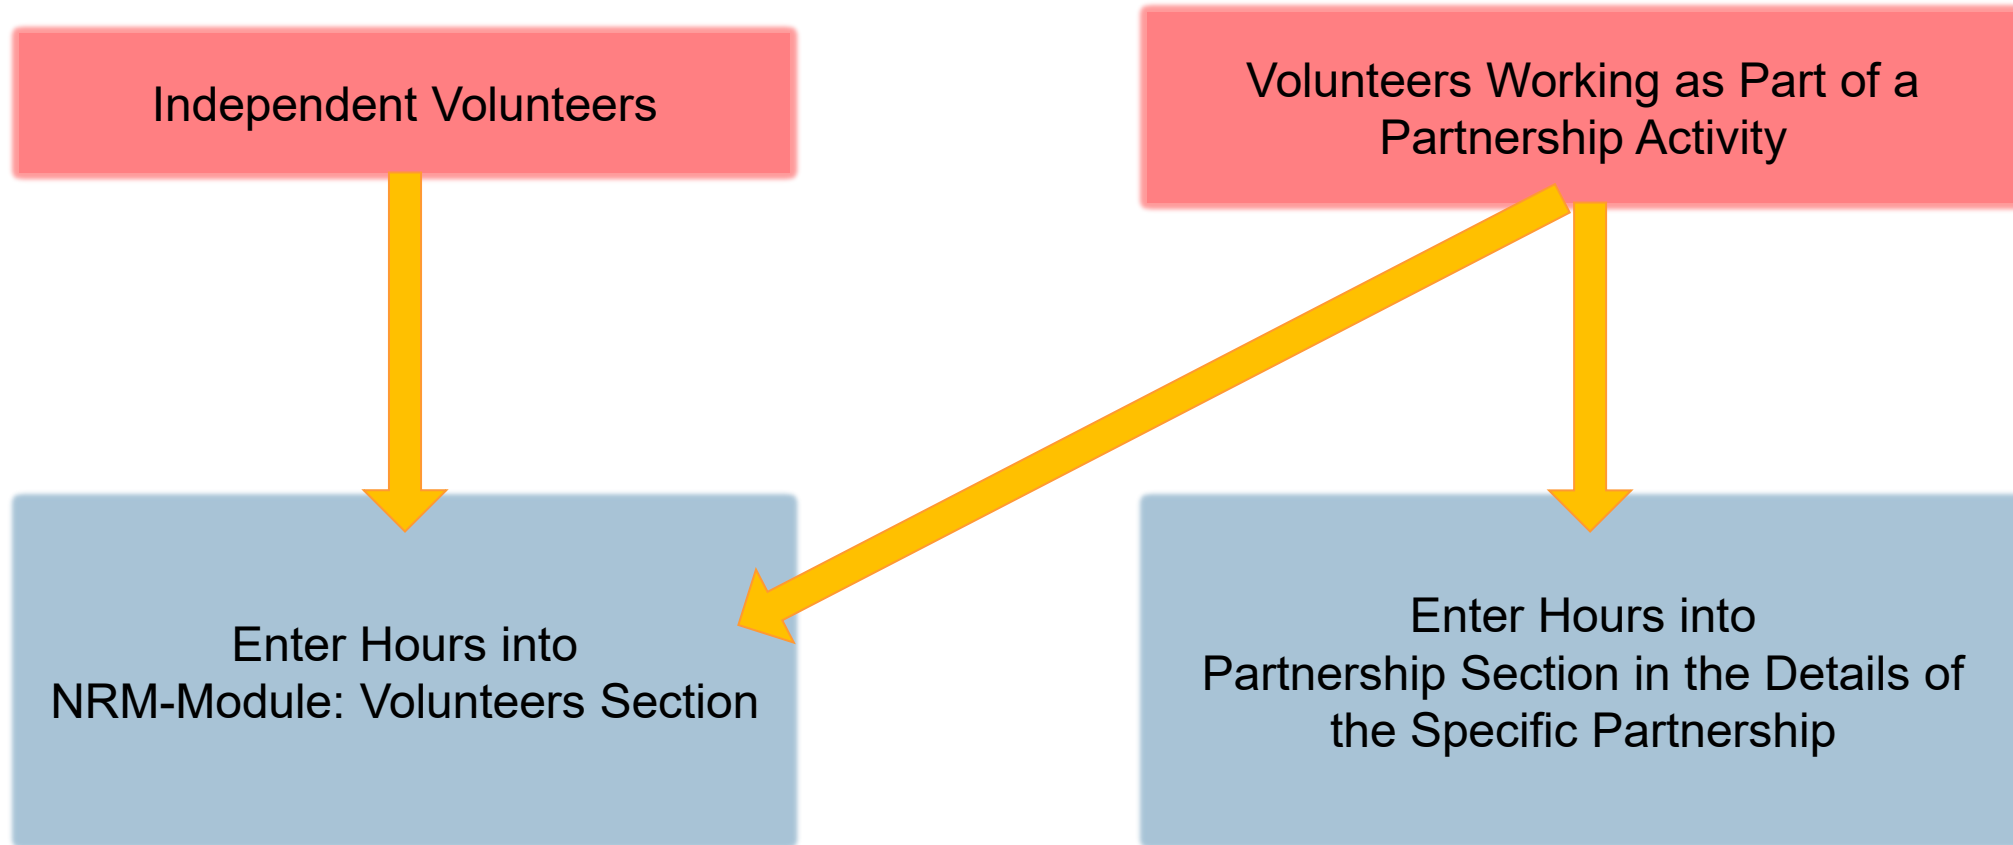 Independent Volunteers
Volunteers Working as Part of a
Partnership Activity
Enter Hours into
NRM-Module: Volunteers Section
Enter Hours into
Partnership Section in the Details of
the Specific Partnership